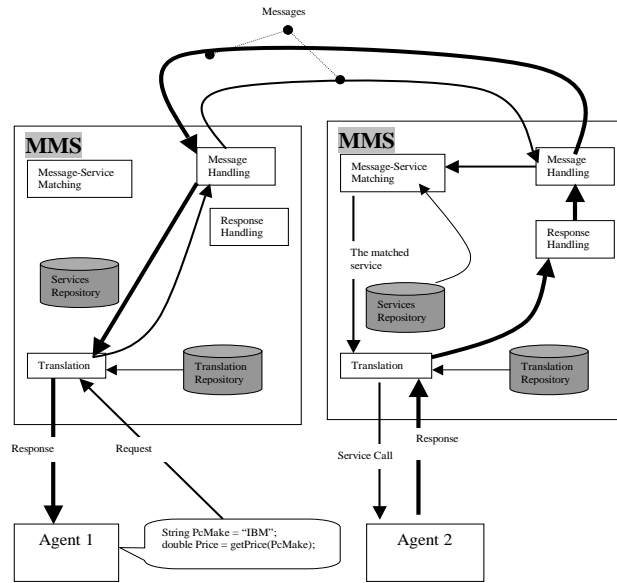 Messages
MMS
Message-Service
Matching
Message
Handling
Response
Handling
Services
Repository
Translation
Translation
Repository
Response
Request
Agent 1
String PcMake = “IBM”;
double Price = getPrice(PcMake);
MMS
Message-Service
Matching
Message
Handling
Response
Handling
The matched
service
Services
Repository
Translation
Translation
Repository
Service Call
Response
Agent 2